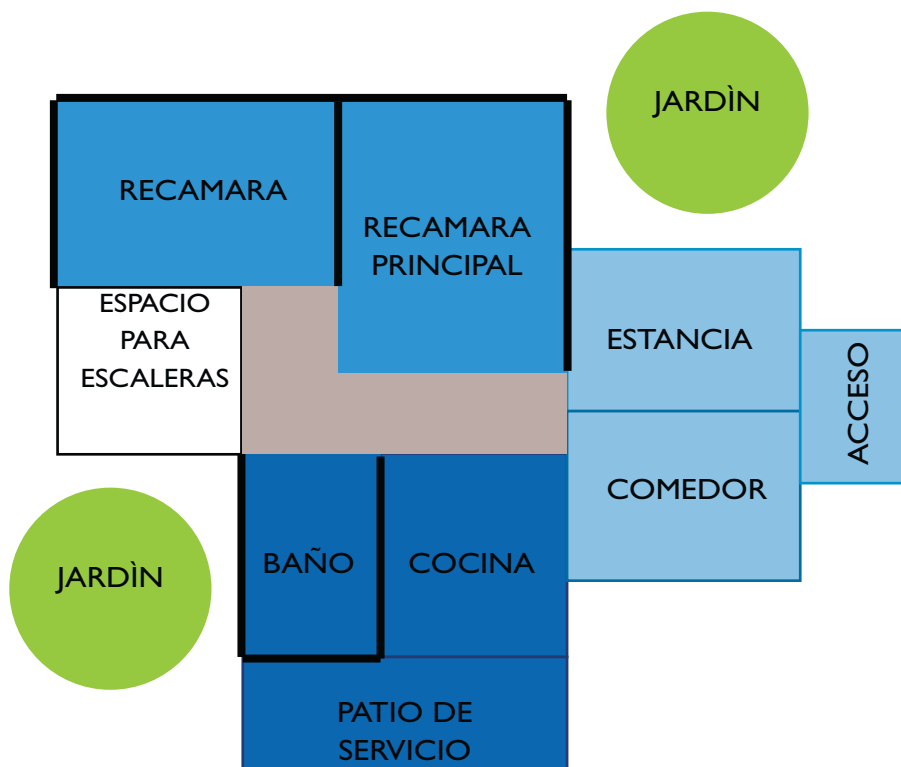 JARDÌN
RECAMARA
RECAMARA
PRINCIPAL
ESPACIO
PARA
ESCALERAS
ESTANCIA
ACCESO
COMEDOR
JARDÌN
BAÑO
COCINA
PATIO DE
SERVICIO